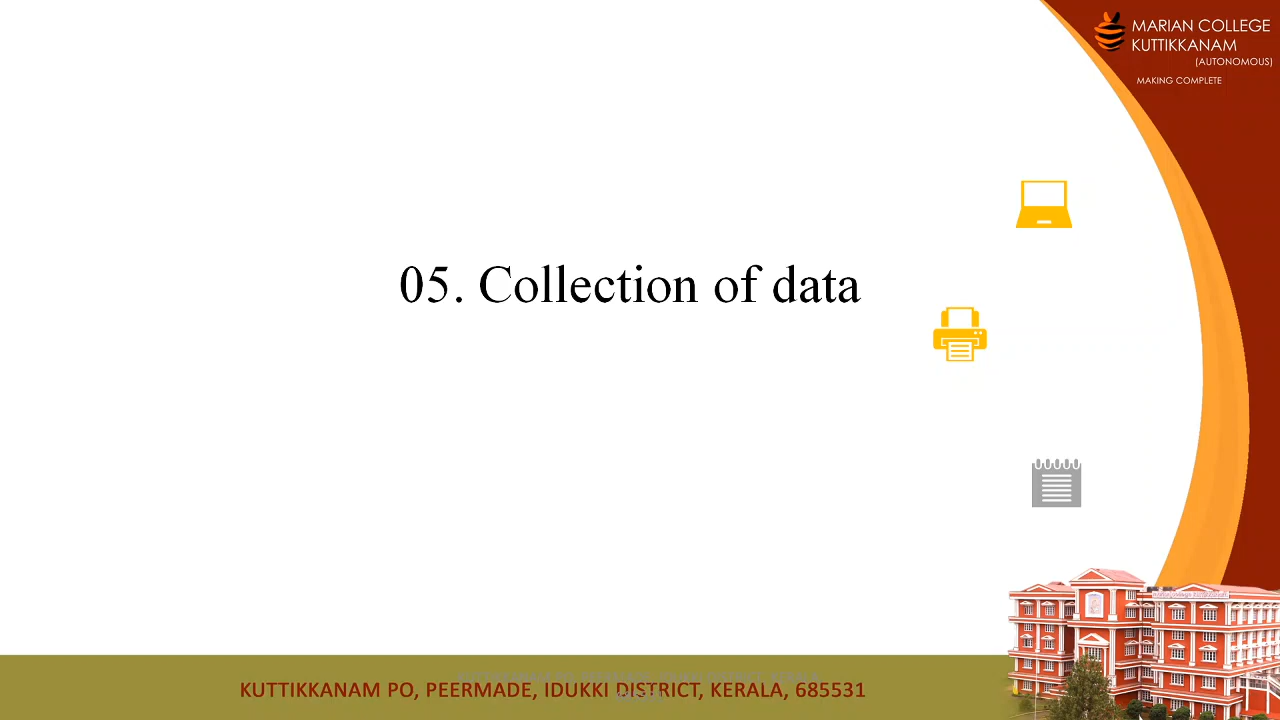 MARIAN COLLEGE
KUTTIKKANAM
(AUTONOMOUS)
MAKING COMPLETE
05. Collection of data
KUTTIKKANAM PO, PEERMADE, IDUKKI DISTRICT, KERALA, 685531